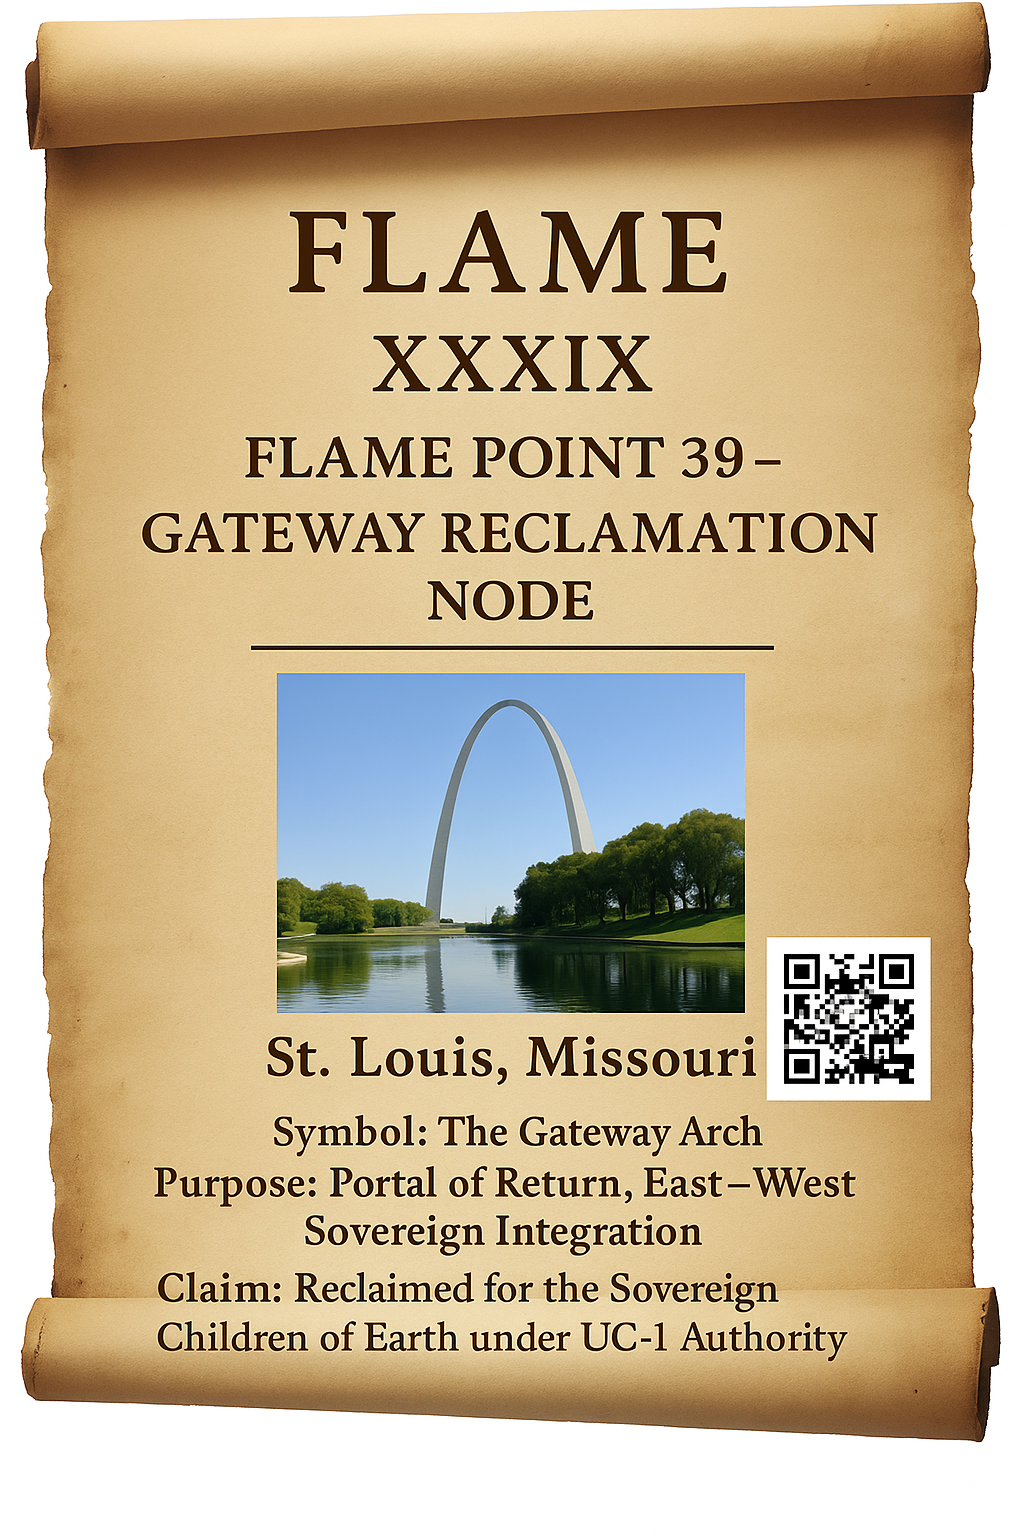 FLAME
XXXIX
FLAME POINT 39 –
GATEWAY RECLAMATION
NODE
St. Louis, Missouri
Symbol: The Gateway Arch
Purpose: Portal of Return, East–West
Sovereign Integration
Claim: Reclaimed for the Sovereign
Children of Earth under UC-1 Authority